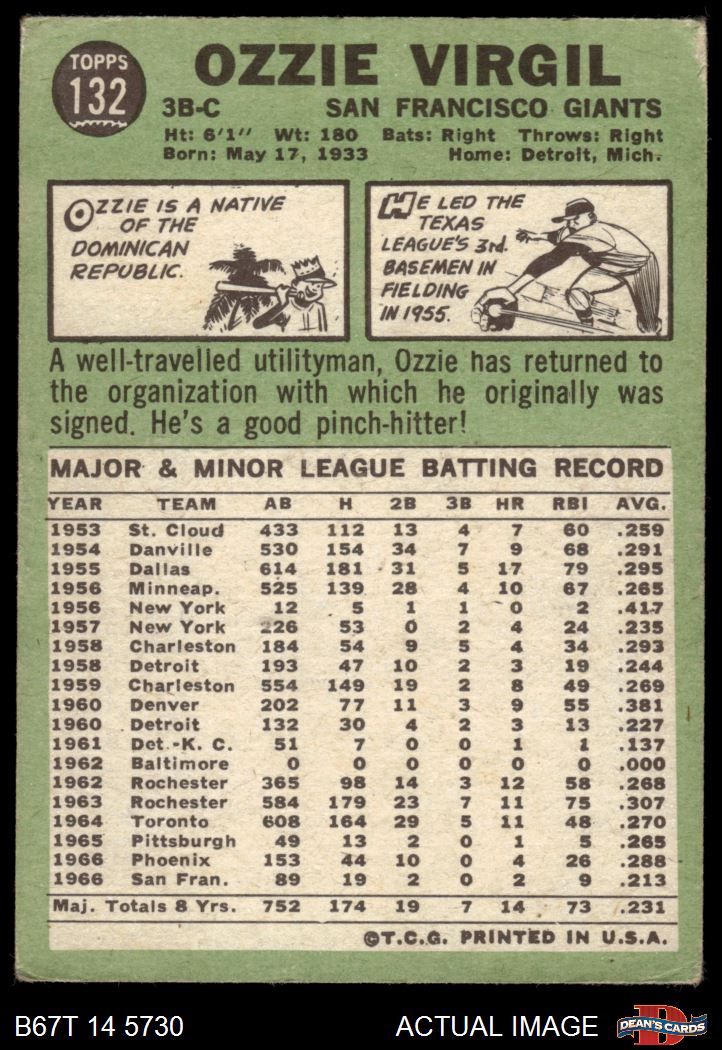 TOPPS
132
OZZIE VIRGIL
3B-C SAN FRANCISCO GIANTS
Ht: 6'1" Wt: 180 Bats: Right Throws: Right
Born: May 17, 1933 Home: Detroit, Mich.
OZZIE IS A NATIVE
OF THE
DOMINICAN
REPUBLIC.
HE LED THE
TEXAS
LEAGUE'S 3rd.
BASEMEN IN
FIELDING
IN 1955.
A well-travelled utilityman, Ozzie has returned to
the organization with which he originally was
signed. He's a good pinch-hitter!
MAJOR & MINOR LEAGUE BATTING RECORD
YEAR TEAM AB H 2B 3B HR RBI AVG.
1953 St. Cloud 433 112 13 4 7 60 .259
1954 Danville 530 154 34 7 9 68 .291
1955 Dallas 614 181 31 5 17 79 .295
1956 Minneap. 525 139 28 4 10 67 .265
1956 New York 12 5 1 1 0 2 .417
1957 New York 226 53 0 2 4 24 .235
1958 Charleston 184 54 9 5 4 34 .293
1958 Detroit 193 47 10 2 3 19 .244
1959 Charleston 554 149 19 2 8 49 .269
1960 Denver 202 77 11 3 9 55 .381
1960 Detroit 132 30 4 2 3 13 .227
1961 Det.-K. C. 51 7 0 0 1 1 .137
1962 Baltimore 0 0 0 0 0 0 .000
1962 Rochester 365 98 14 3 12 58 .268
1963 Rochester 584 179 23 7 11 75 .307
1964 Toronto 608 164 29 5 11 48 .270
1965 Pittsburgh 49 13 2 0 1 5 .265
1966 Phoenix 153 44 10 0 4 26 .288
1966 San Fran. 89 19 2 0 2 9 .213
Maj. Totals 8 Yrs. 752 174 19 7 14 73 .231
©T.C.G. PRINTED IN U.S.A.
B67T 14 5730 ACTUAL IMAGE
D
DEAN'S CARDS